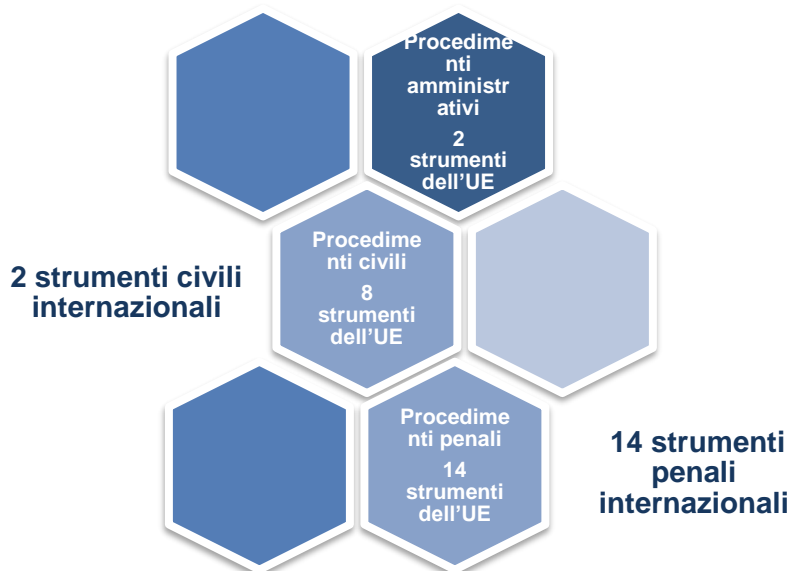 Procedime
nti
amministr
ativi
2
strumenti
dell’UE
2 strumenti civili
internazionali
Procedime
nti civili
8
strumenti
dell’UE
Procedime
nti penali
14
strumenti
dell’UE
14 strumenti
penali
internazionali